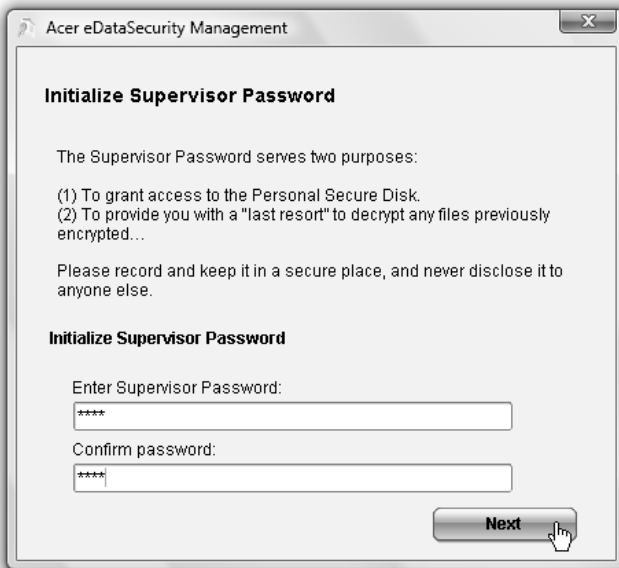 Acer eDataSecurity Management
Initialize Supervisor Password
The Supervisor Password serves two purposes:
(1) To grant access to the Personal Secure Disk.
(2) To provide you with a "last resort" to decrypt any files previously
encrypted...
Please record and keep it in a secure place, and never disclose it to
anyone else.
Initialize Supervisor Password
Enter Supervisor Password:
****
Confirm password:
****
Next